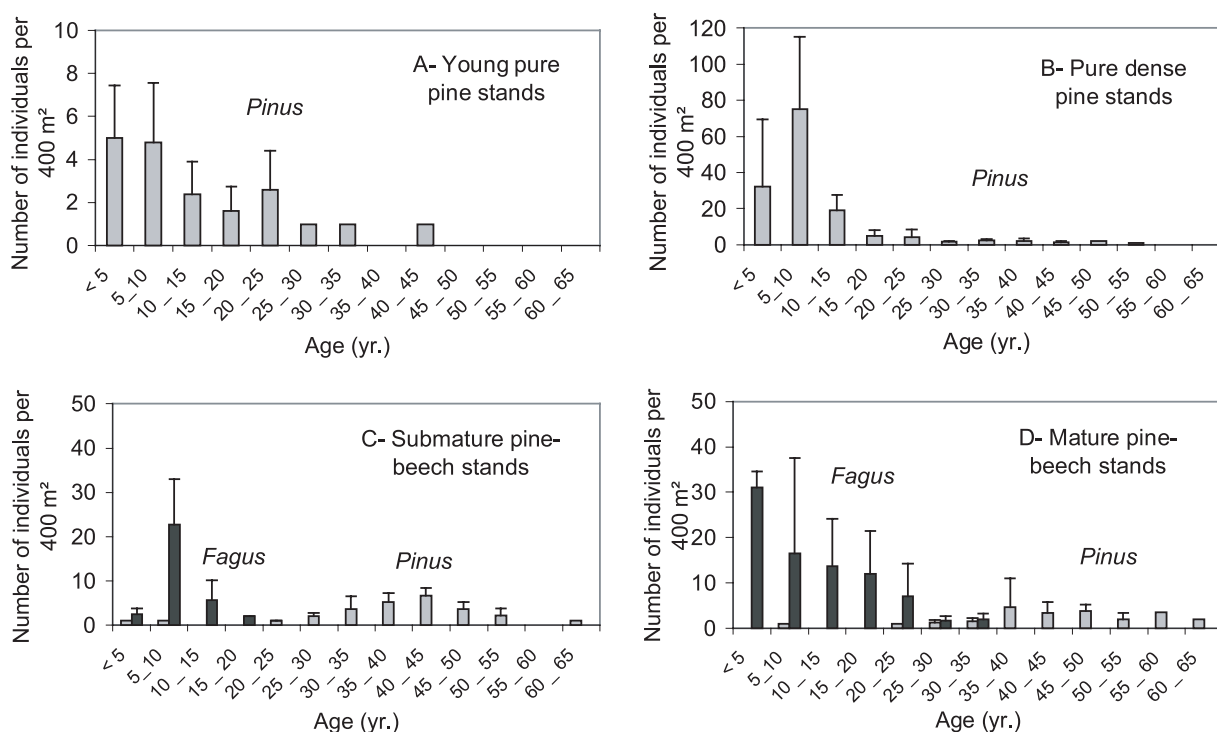 Number of individuals per
400 m²
10
8
6
4
2
0
A- Young pure
pine stands
Pinus
< 5
5_10
10_15
15_20
20_25
25_30
30_35
35_40
40_45
45_50
50_55
55_60
60_65
Age (yr.)
Number of individuals per
400 m²
120
100
80
60
40
20
0
B- Pure dense
pine stands
Pinus
< 5
5_10
10_15
15_20
20_25
25_30
30_35
35_40
40_45
45_50
50_55
55_60
60_65
Age (yr.)
Number of individuals per
400 m²
50
40
30
20
10
0
C- Submature pine-
beech stands
Fagus
Pinus
< 5
5_10
10_15
15_20
20_25
25_30
30_35
35_40
40_45
45_50
50_55
55_60
60_65
Age (yr.)
Number of individuals per
400 m²
50
40
30
20
10
0
D- Mature pine-
beech stands
Fagus
Pinus
< 5
5_10
10_15
15_20
20_25
25_30
30_35
35_40
40_45
45_50
50_55
55_60
60_65
Age (yr.)